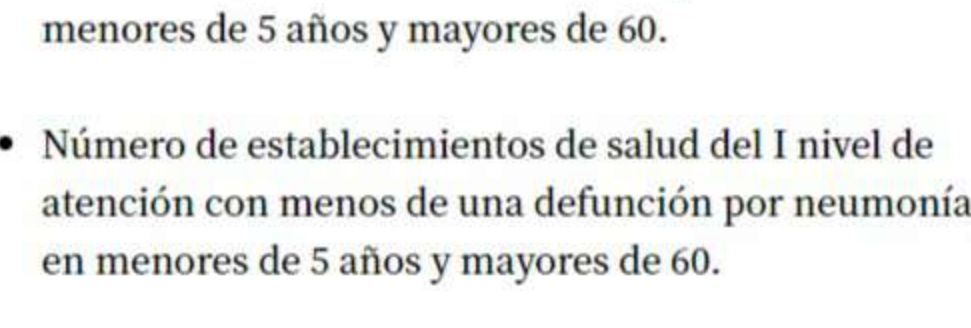 menores de 5 años y mayores de 60.
• Número de establecimientos de salud del I nivel de
atención con menos de una defunción por neumonía
en menores de 5 años y mayores de 60.